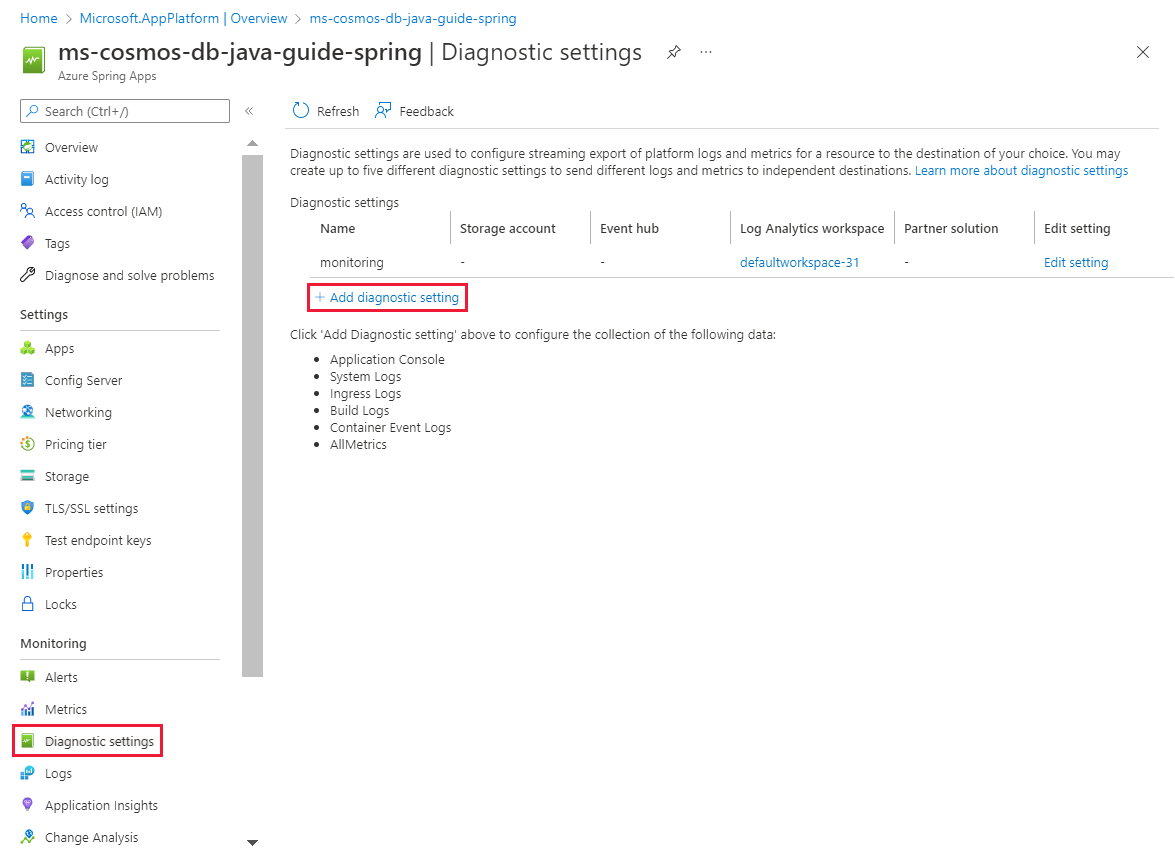 Home > Microsoft.AppPlatform | Overview > ms-cosmos-db-java-guide-spring
ms-cosmos-db-java-guide-spring | Diagnostic settings ...
Azure Spring Apps
Search (Ctrl+/) «
Overview
Activity log
Access control (IAM)
Tags
Diagnose and solve problems
Settings
Apps
Config Server
Networking
Pricing tier
Storage
TLS/SSL settings
Test endpoint keys
Properties
Locks
Monitoring
Alerts
Metrics
Diagnostic settings
Logs
Application Insights
Change Analysis
Refresh Feedback
Diagnostic settings are used to configure streaming export of platform logs and metrics for a resource to the destination of your choice. You may
create up to five different diagnostic settings to send different logs and metrics to independent destinations. Learn more about diagnostic settings
Diagnostic settings
Name Storage account Event hub Log Analytics workspace Partner solution Edit setting
monitoring - - defaultworkspace-31 - Edit setting
+ Add diagnostic setting
Click 'Add Diagnostic setting' above to configure the collection of the following data:
• Application Console
• System Logs
• Ingress Logs
• Build Logs
• Container Event Logs
• AllMetrics